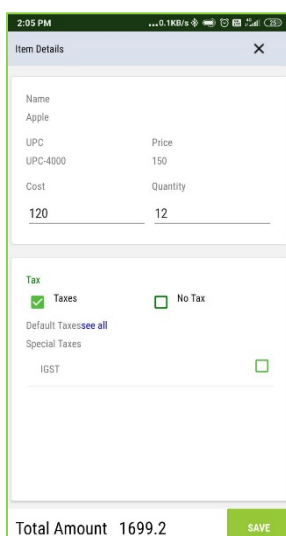 2:05 PM ...0.1KB/s 25
Item Details
Name
Apple
UPC Price
UPC-4000 150
Cost Quantity
120 12
Tax
Taxes No Tax
Default Taxessee all
Special Taxes
IGST
Total Amount 1699.2 SAVE